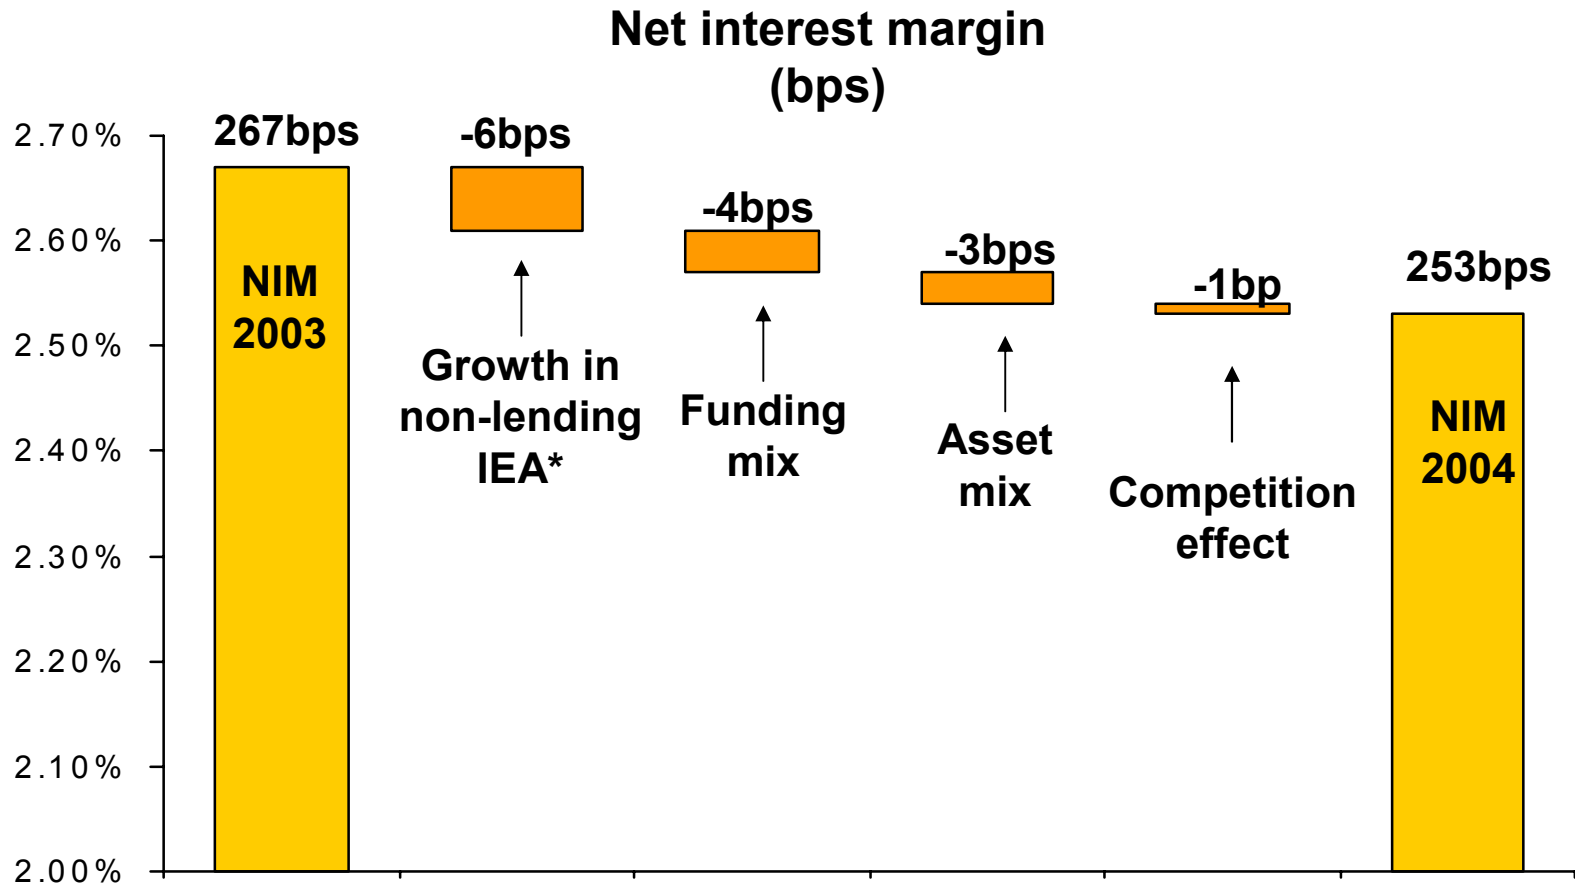 Net interest margin
(bps)
2.70%
2.60%
2.50%
2.40%
2.30%
2.20%
2.10%
2.00%
267bps
NIM
2003
-6bps
Growth in
non-lending
IEA*
-4bps
Funding
mix
-3bps
Asset
mix
-1bp
Competition
effect
253bps
NIM
2004